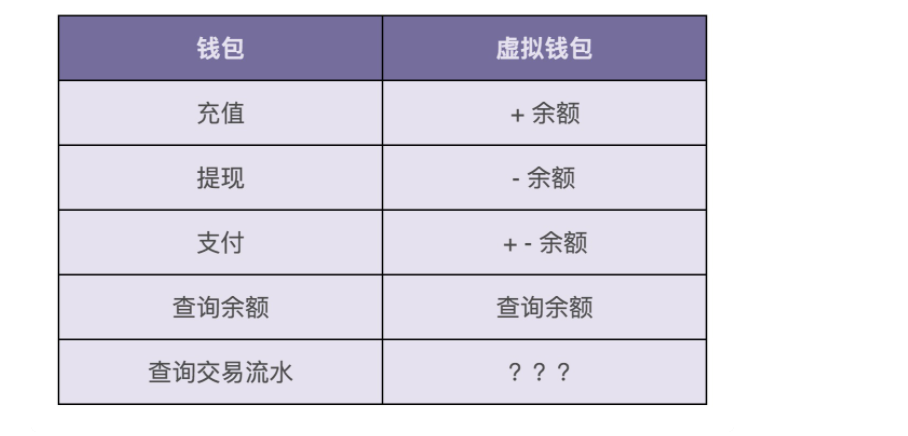 钱包 虚拟钱包
充值 + 余额
提现 - 余额
支付 + - 余额
查询余额 查询余额
查询交易流水 ？？？